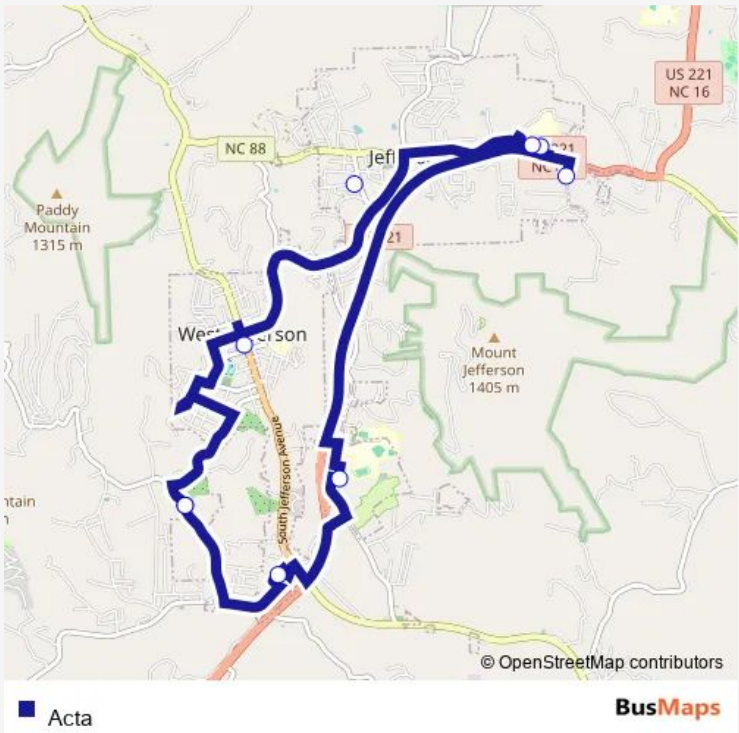 US 221
NC 16
NC 88
Paddy
Mountain
1315 m
21
Mount
Jefferson
1405 m
South Jefferson Avenue
© OpenStreetMap contributors
Acta
BusMaps